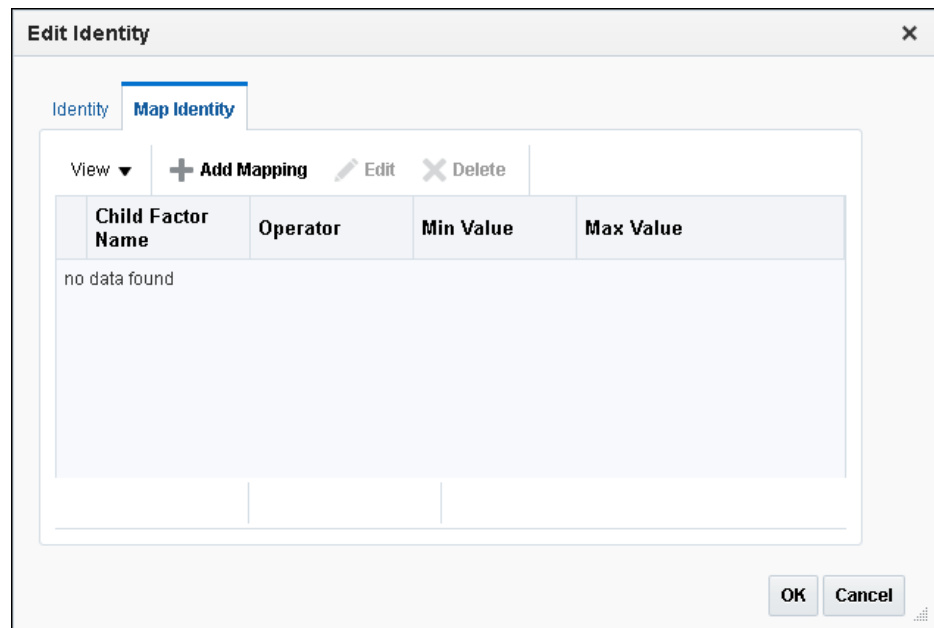 Edit Identity
Identity Map Identity
View Add Mapping Edit Delete
Child Factor Name Operator Min Value Max Value
no data found
OK Cancel